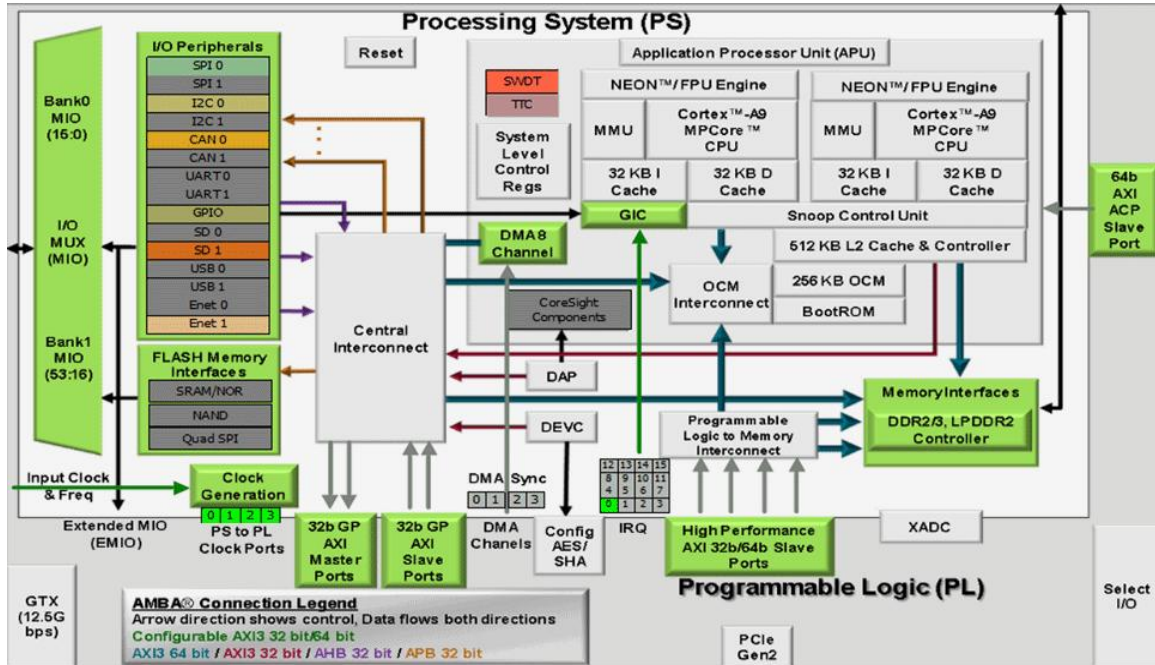 Processing System (PS)
I/O Peripherals
SPI 0
SPI 1
I2C 0
I2C 1
CAN 0
CAN 1
UART0
UART1
GPIO
SD 0
SD 1
USB 0
USB 1
Enet 0
Enet 1
Bank0
MIO
(16:0)
I/O
MUX
(MIO)
Bank1
MIO
(53:16)
FLASH Memory
Interfaces
SRAM/NOR
NAND
Quad SPI
Input Clock
& Freq
Clock
Generation
0 1 2 3
PS to PL
Clock Ports
Extended MIO
(EMIO)
Reset
Central
Interconnect
32b GP
AXI
Master
Ports
32b GP
AXI
Slave
Ports
Application Processor Unit (APU)
SWDT
TTC
System
Level
Control
Regs
NEON™/FPU Engine
MMU
Cortex™-A9
MPCore™
CPU
32 KB I
Cache
32 KB D
Cache
NEON™/FPU Engine
MMU
Cortex™-A9
MPCore™
CPU
32 KB I
Cache
32 KB D
Cache
GIC
Snoop Control Unit
DMA8
Channel
512 KB L2 Cache & Controller
OCM
Interconnect
256 KB OCM
BootROM
CoreSight
Components
DAP
DEVC
DMA Sync
0 1 2 3
DMA
Channels
Config
AES/
SHA
12 13 14 15
8 9 10 11
4 5 6 7
0 1 2 3
IRQ
Programmable
Logic to Memory
Interconnect
High Performance
AXI 32b/64b Slave
Ports
Memory Interfaces
DDR2/3, LPDDR2
Controller
64b
AXI
ACP
Slave
Port
XADC
Programmable Logic (PL)
Select
I/O
PCIe
Gen2
GTX
(12.5G
bps)
AMBA® Connection Legend
Arrow direction shows control, Data flows both directions
Configurable AXI3 32 bit/64 bit
AXI3 64 bit / AXI3 32 bit / AHB 32 bit / APB 32 bit